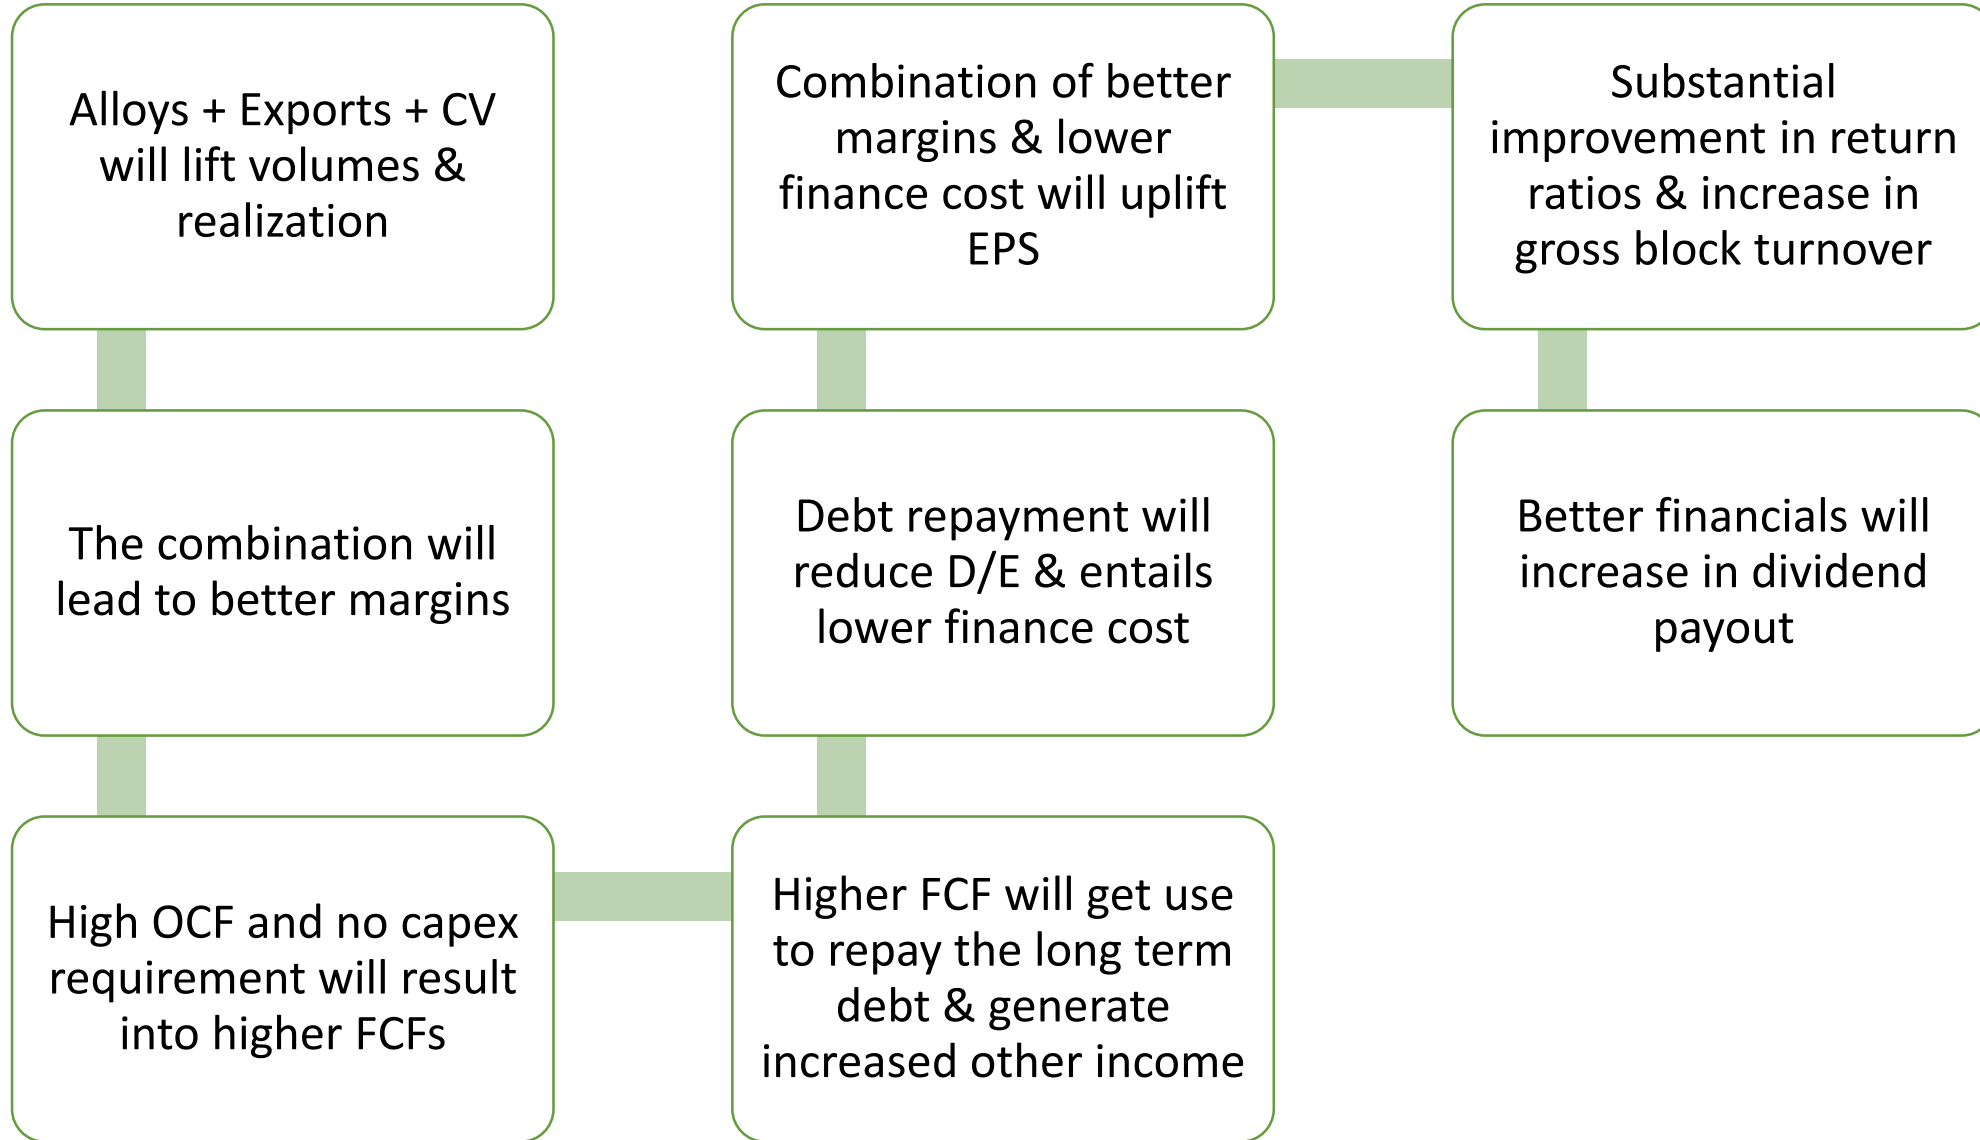 Alloys + Exports + CV
will lift volumes &
realization
The combination will
lead to better margins
High OCF and no capex
requirement will result
into higher FCFs
Higher FCF will get use
to repay the long term
debt & generate
increased other income
Debt repayment will
reduce D/E & entails
lower finance cost
Combination of better
margins & lower
finance cost will uplift
EPS
Substantial
improvement in return
ratios & increase in
gross block turnover
Better financials will
increase in dividend
payout